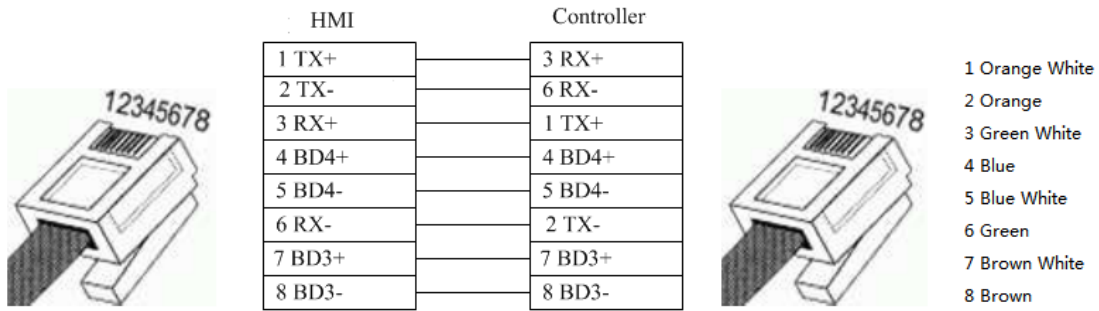 HMI
Controller
1 TX+
3 RX+
2 TX-
6 RX-
3 RX+
1 TX+
4 BD4+
4 BD4+
5 BD4-
5 BD4-
6 RX-
2 TX-
7 BD3+
7 BD3+
8 BD3-
8 BD3-
12345678
12345678
1 Orange White
2 Orange
3 Green White
4 Blue
5 Blue White
6 Green
7 Brown White
8 Brown